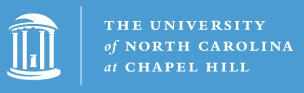 THE UNIVERSITY
of NORTH CAROLINA
at CHAPEL HILL